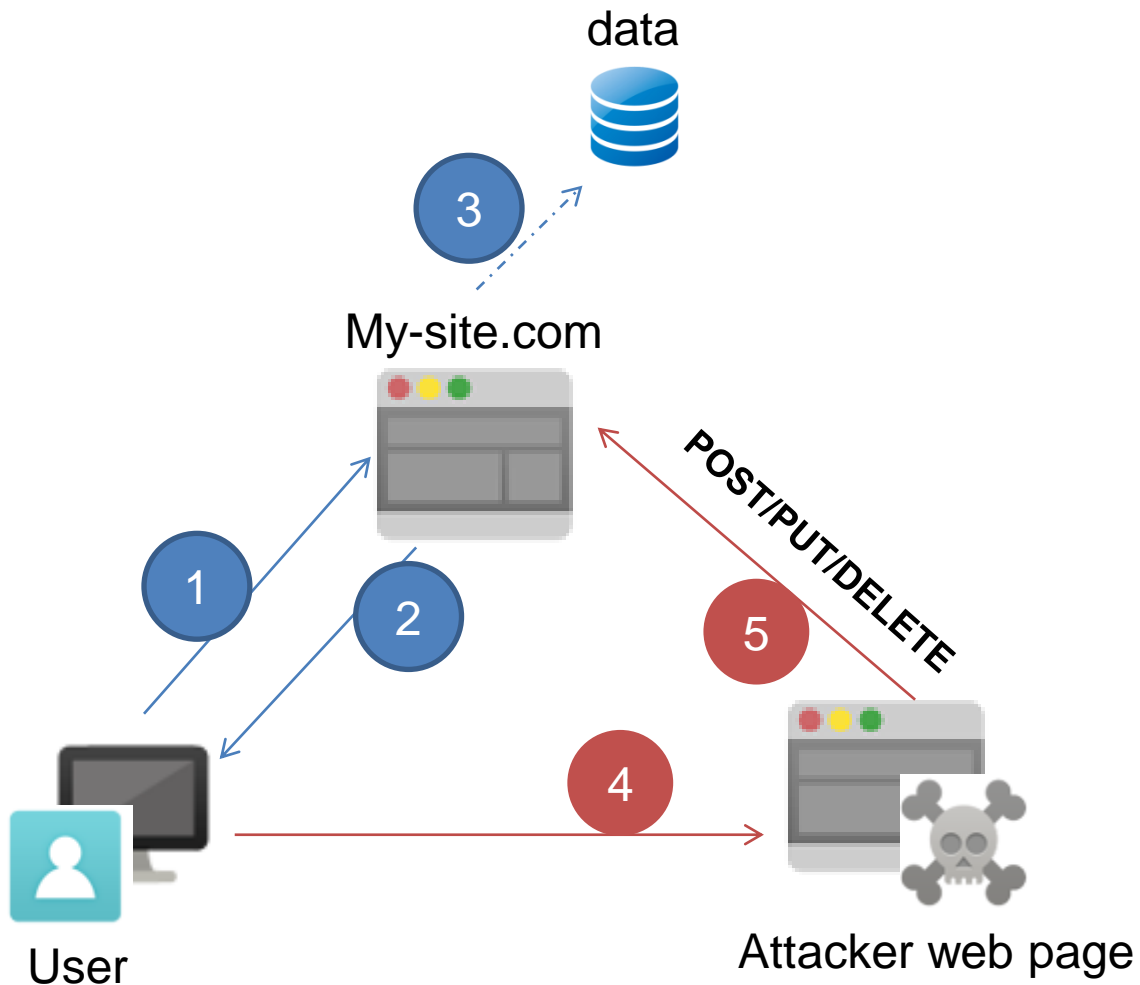 data
3
My-site.com
POST/PUT/DELETE
1
2
5
4
User
Attacker web page